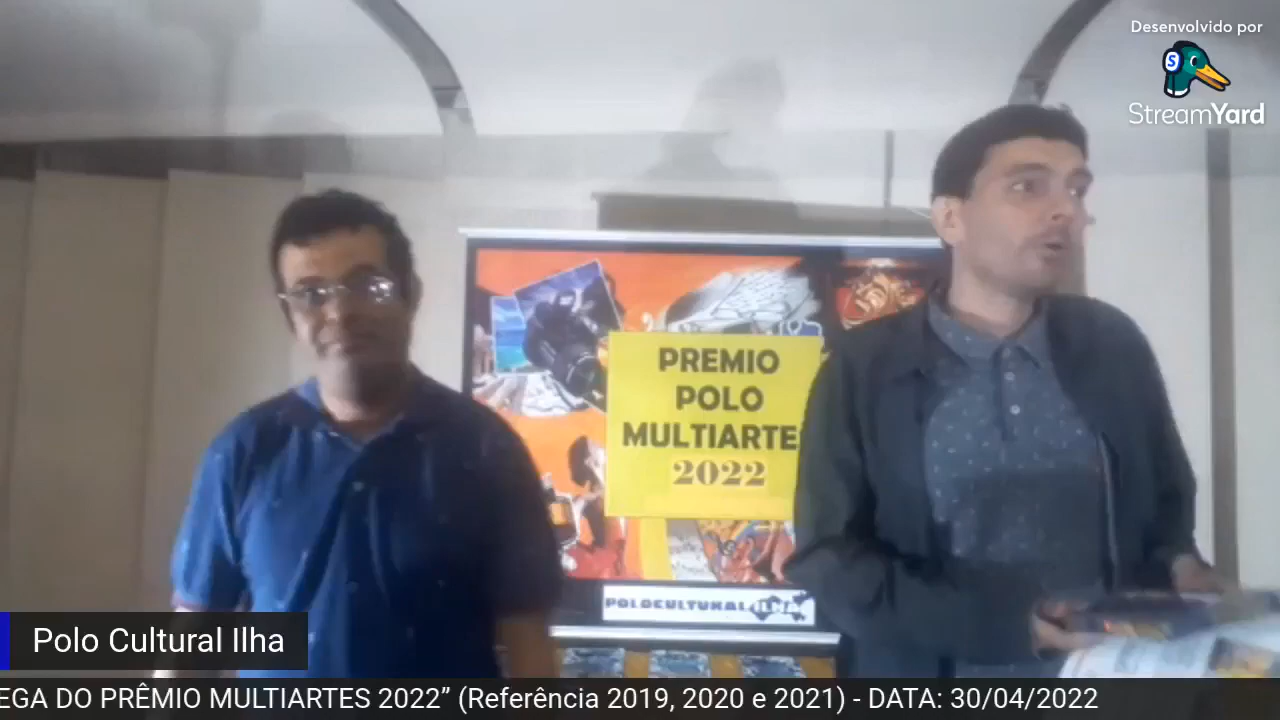 Desenvolvido por
StreamYard
PREMIO
POLO
MULTIARTE
2022
POLOCULTURAL ILHA
Polo Cultural Ilha
EGA DO PRÊMIO MULTIARTES 2022” (Referência 2019, 2020 e 2021) - DATA: 30/04/2022